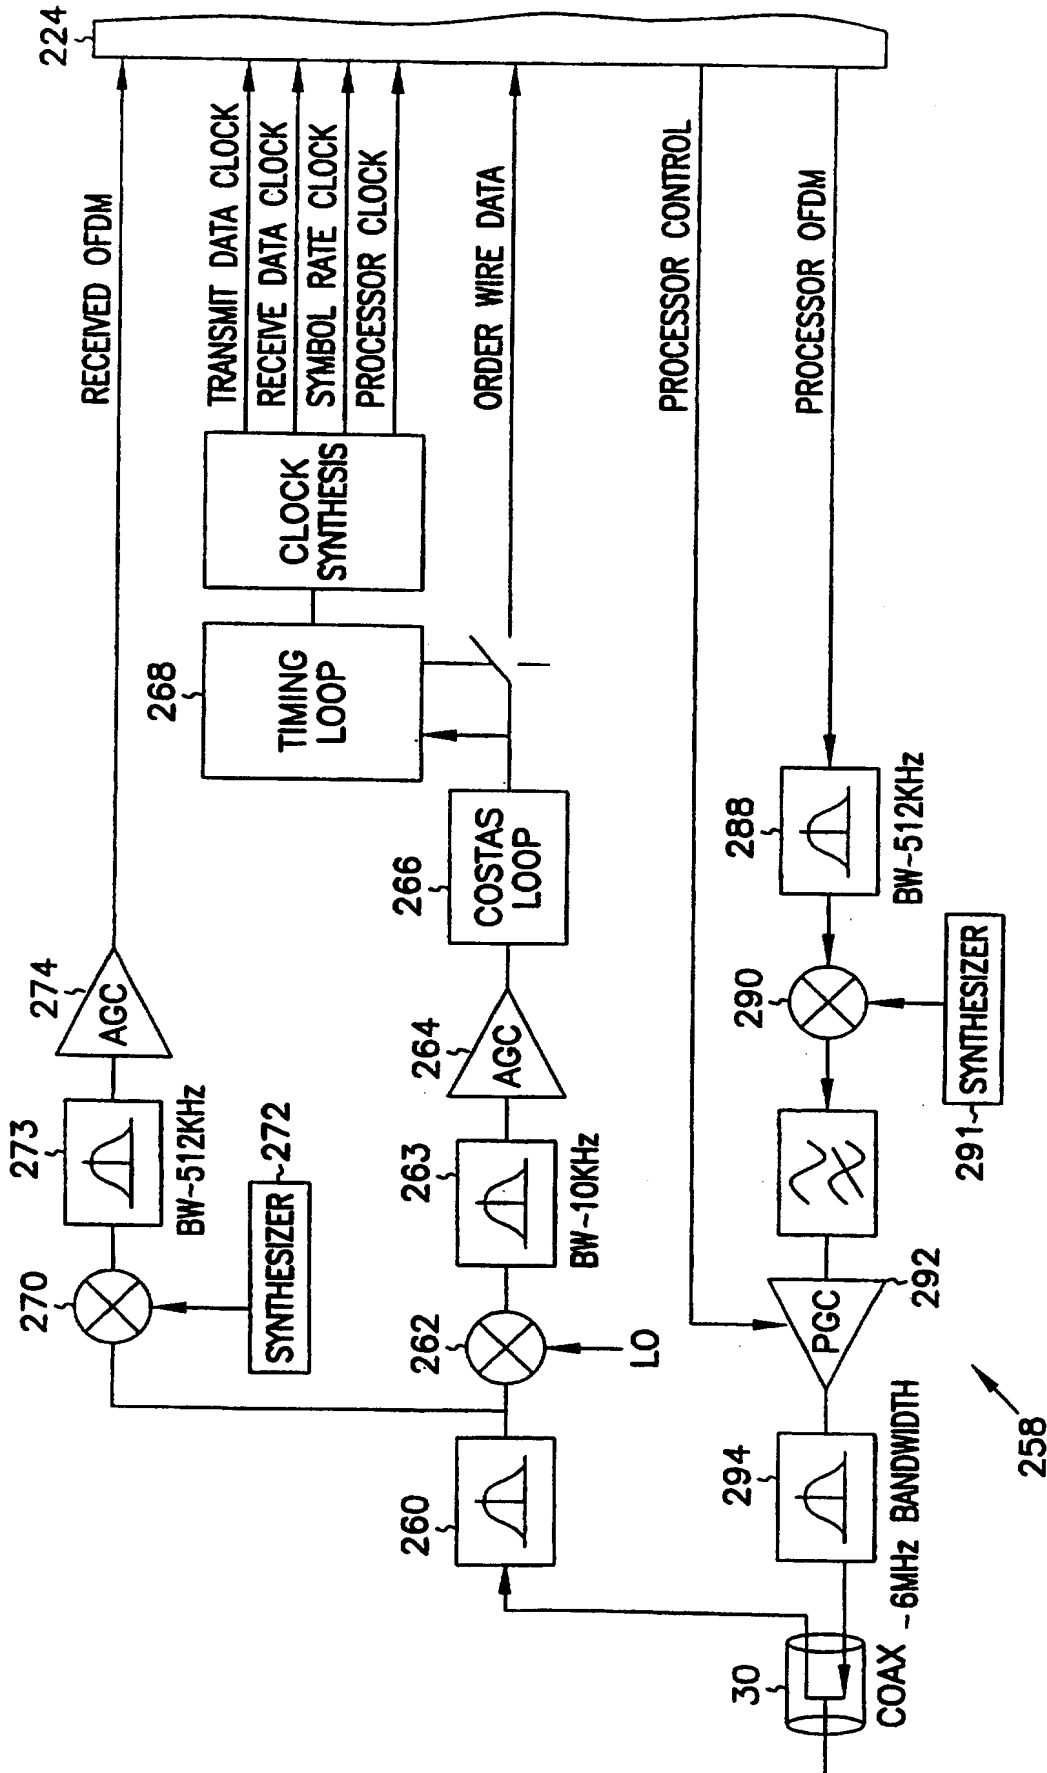 224
RECEIVED OFDM
TRANSMIT DATA CLOCK
RECEIVE DATA CLOCK
SYMBOL RATE CLOCK
PROCESSOR CLOCK
ORDER WIRE DATA
PROCESSOR CONTROL
PROCESSOR OFDM
CLOCK
SYNTHESIS
268
TIMING
LOOP
274
AGC
273
BW~512KHz
270
SYNTHESIZER
272
266
COSTAS
LOOP
264
AGC
263
BW~10KHz
262
LO
260
288
BW~512KHz
290
SYNTHESIZER
291
292
PGC
294
~6MHz BANDWIDTH
30
COAX
258